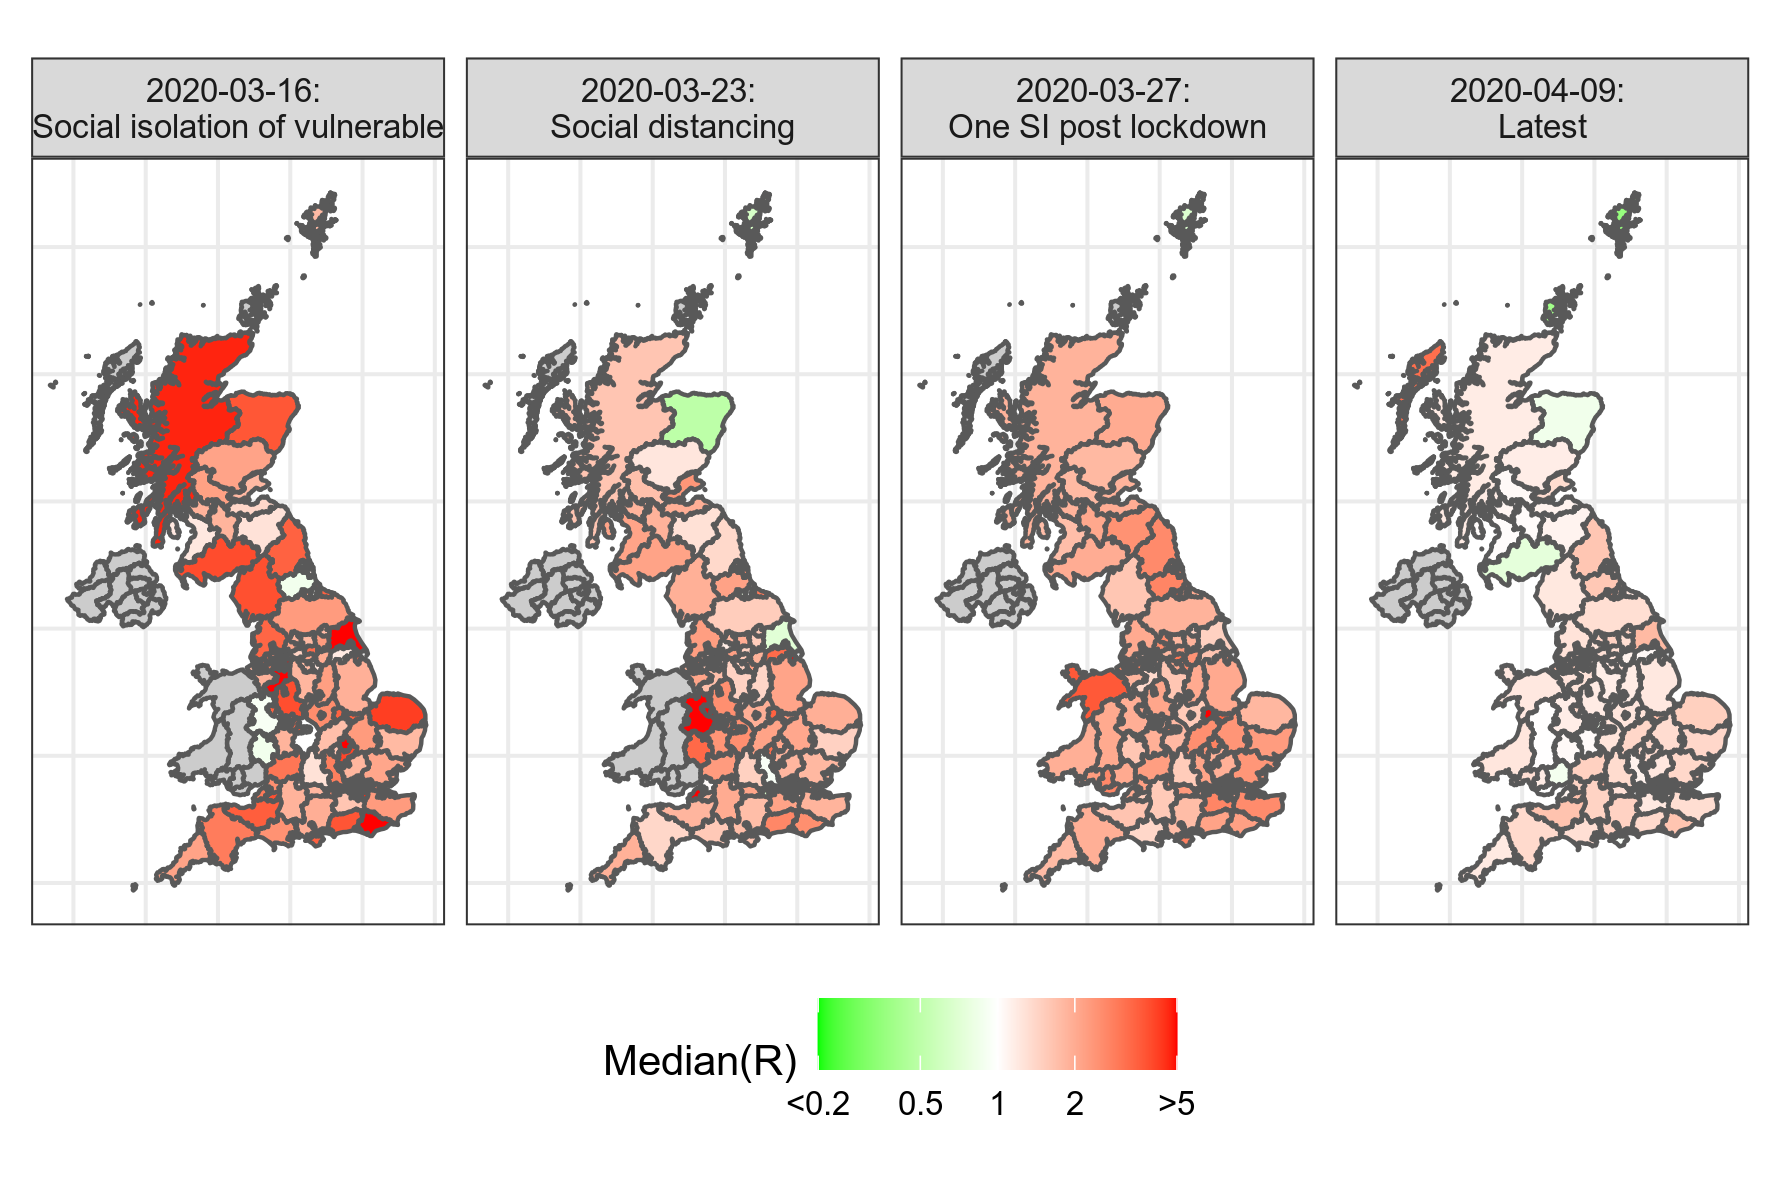 2020-03-16:
Social isolation of vulnerable
2020-03-23:
Social distancing
2020-03-27:
One SI post lockdown
2020-04-09:
Latest
Median(R)
<0.2 0.5 1 2 >5